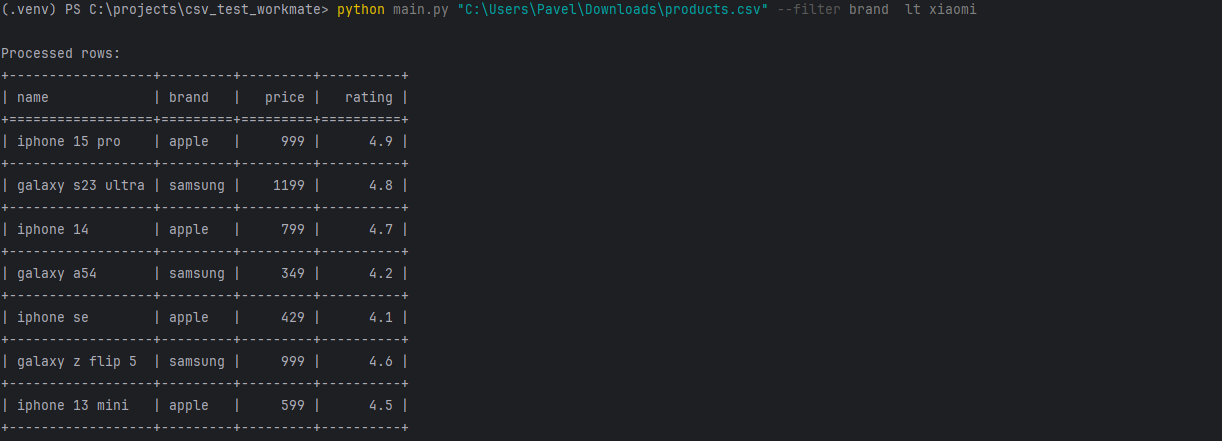 (.venv) PS C:\projects\csv_test_workmate> python main.py "C:\Users\Pavel\Downloads\products.csv" --filter brand  lt xiaomi
Processed rows:
+------------------+---------+---------+----------+
| name             | brand   |   price |   rating |
+==================+=========+=========+==========+
| iphone 15 pro    | apple   |     999 |      4.9 |
+------------------+---------+---------+----------+
| galaxy s23 ultra | samsung |    1199 |      4.8 |
+------------------+---------+---------+----------+
| iphone 14        | apple   |     799 |      4.7 |
+------------------+---------+---------+----------+
| galaxy a54       | samsung |     349 |      4.2 |
+------------------+---------+---------+----------+
| iphone se        | apple   |     429 |      4.1 |
+------------------+---------+---------+----------+
| galaxy z flip 5  | samsung |     999 |      4.6 |
+------------------+---------+---------+----------+
| iphone 13 mini   | apple   |     599 |      4.5 |
+------------------+---------+---------+----------+